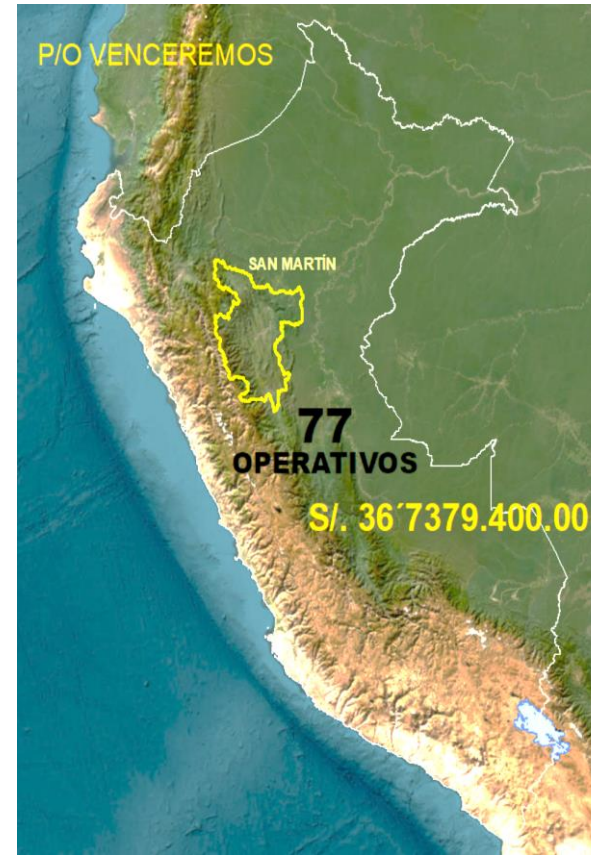 P/O VENCEREMOS
SAN MARTÍN
77
OPERATIVOS
S/. 36´7379.400.00